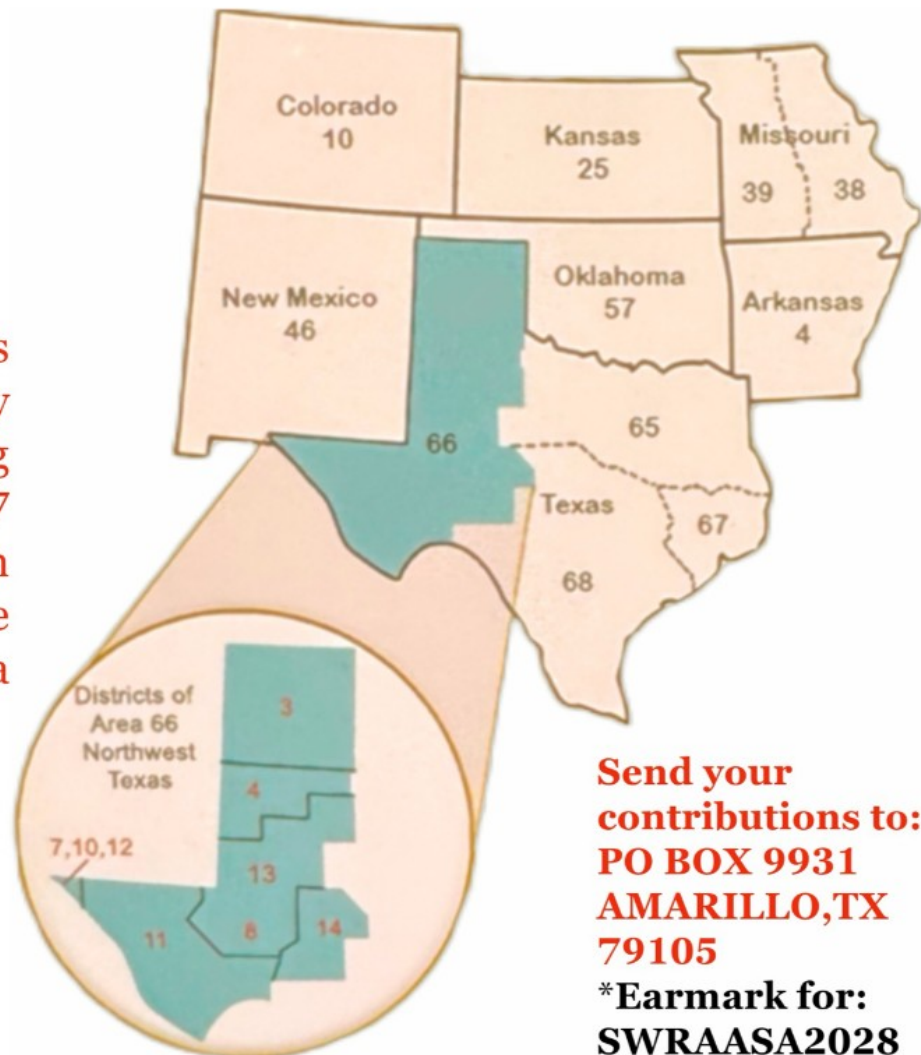 Colorado
10
Kansas
25
Missouri
39
38
New Mexico
46
Oklahoma
57
Arkansas
4
66
65
Texas
67
68
s
y
g
7
n
e
a
Districts of
Area 66
Northwest
Texas
3
4
7,10,12
13
11
8
14
Send your
contributions to:
PO BOX 9931
AMARILLO,TX
79105
*Earmark for:
SWRAASA2028